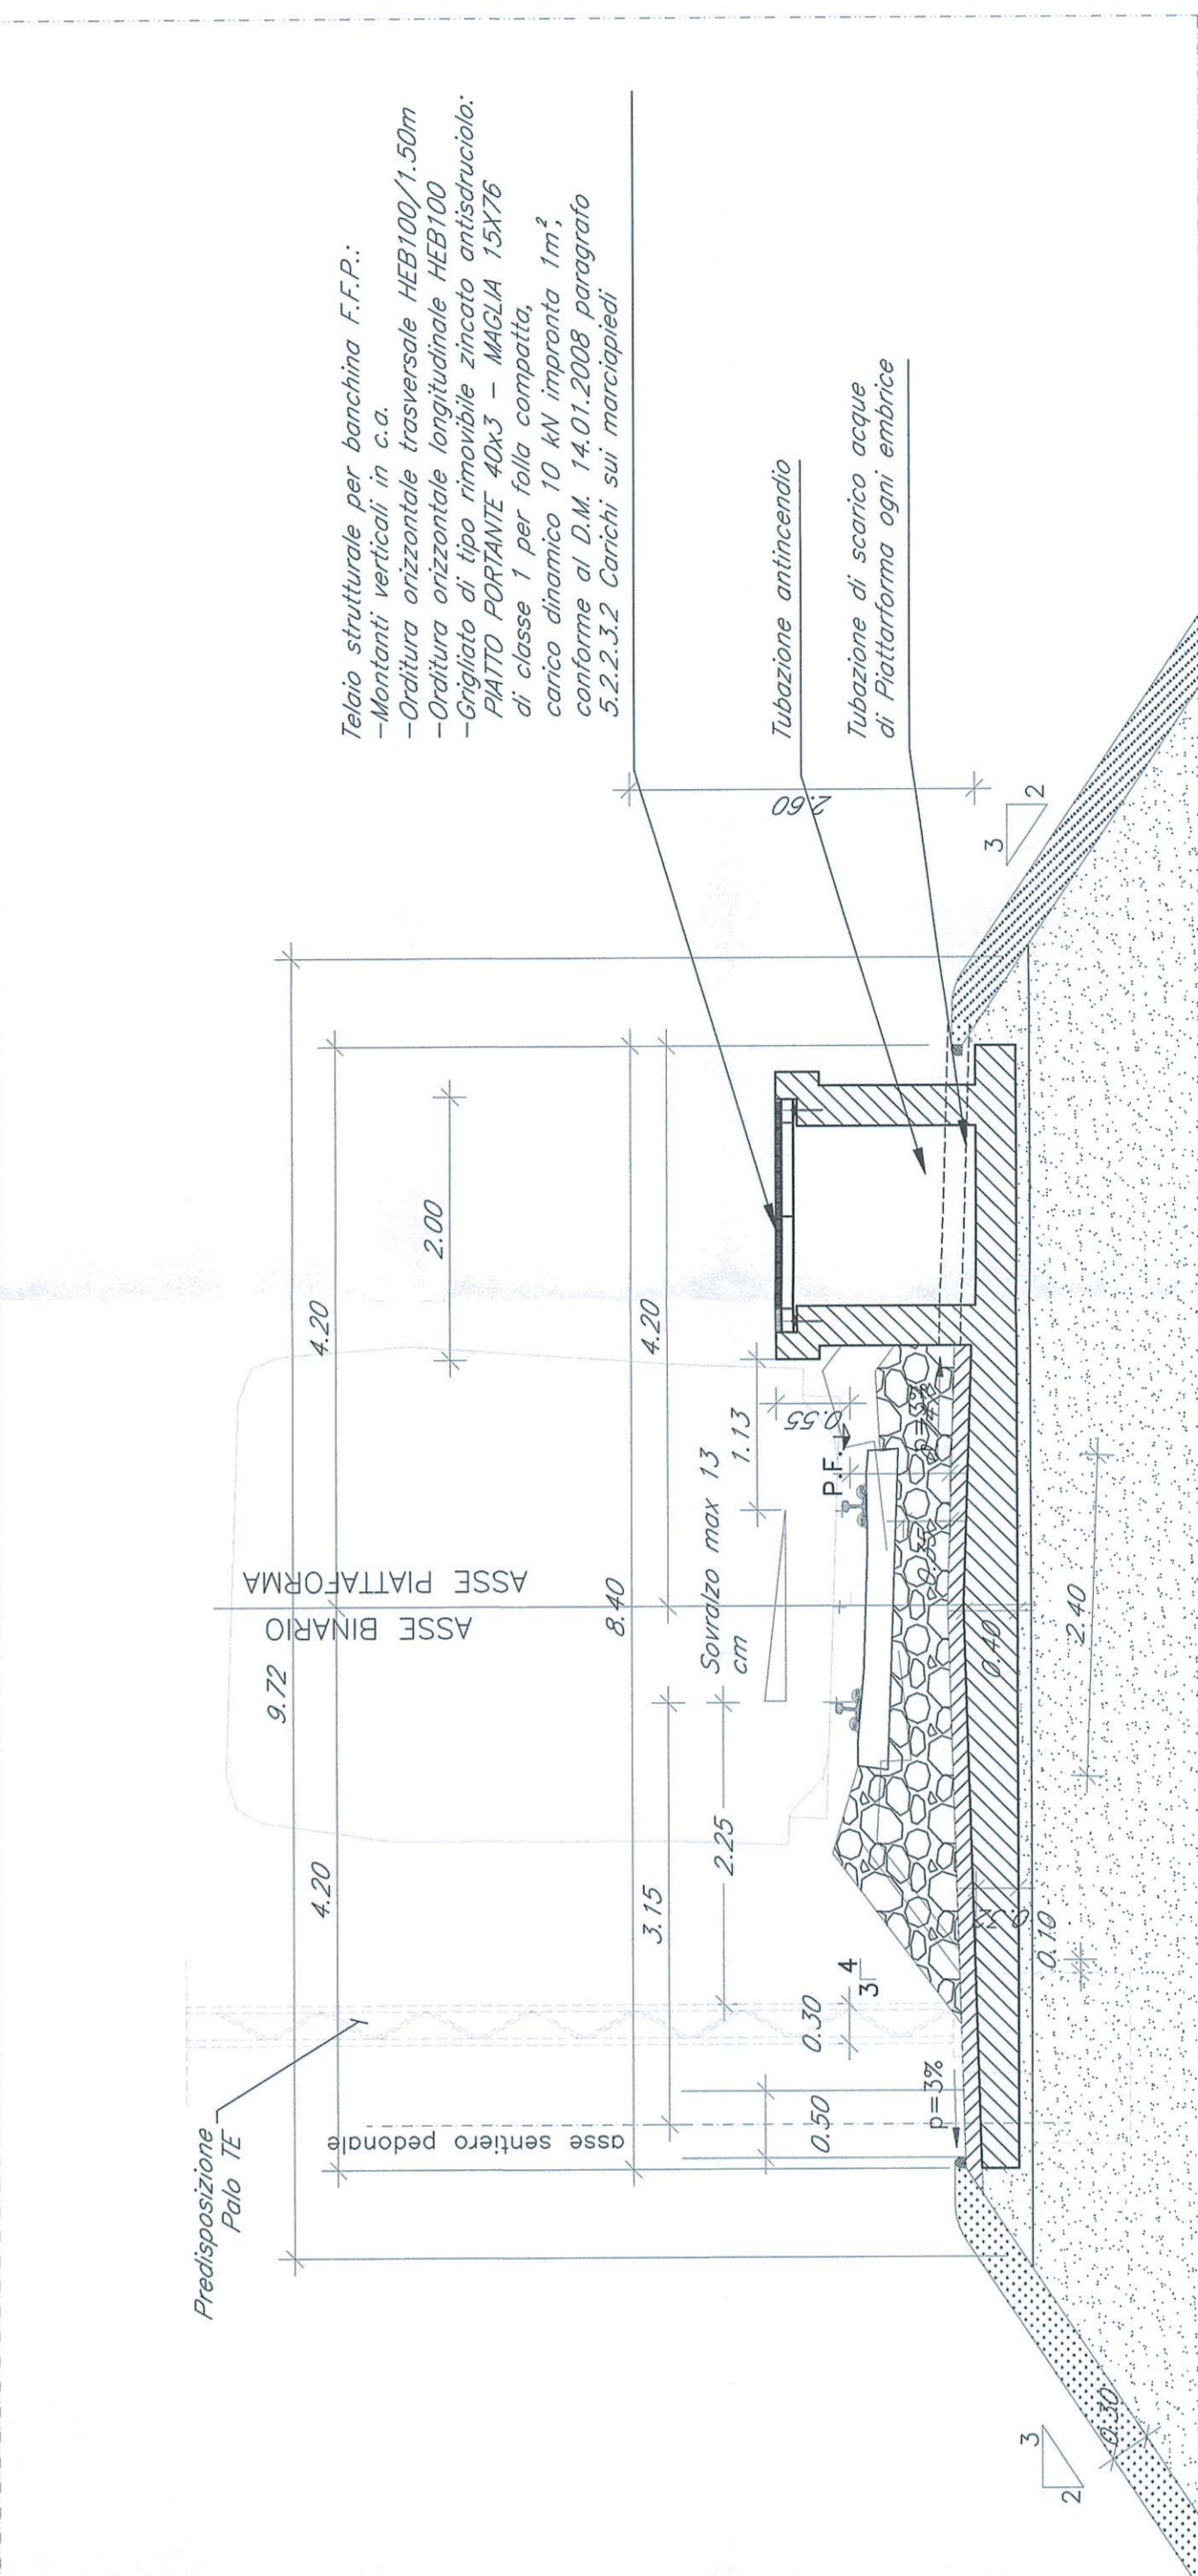 Predisposizione
Palo TE
9.72
4.20
4.20
ASSE BINARIO
ASSE PIATTAFORMA
2.00
asse sentiero pedonale
8.40
3.15
4.20
2.25
Sovralzo max 13
cm
1.13
0.50
0.30
3
4
0.55
P.F.
p=3%
0.35
0.40
0.10
2.40
2.60
3
2
0.30
3
2
Telaio strutturale per banchina F.F.P.:
-Montanti verticali in c.a.
-Orditura orizzontale trasversale HEB100/1.50m
-Orditura orizzontale longitudinale HEB100
-Grigliato di tipo rimovibile zincato antisdruciolo:
PIATTO PORTANTE 40x3 - MAGLIA 15X76
di classe 1 per folla compatta,
carico dinamico 10 kN impronta 1m²,
conforme al D.M. 14.01.2008 paragrafo
5.2.2.3.2 Carichi sui marciapiedi
Tubazione antincendio
Tubazione di scarico acque
di Piattarforma ogni embrice